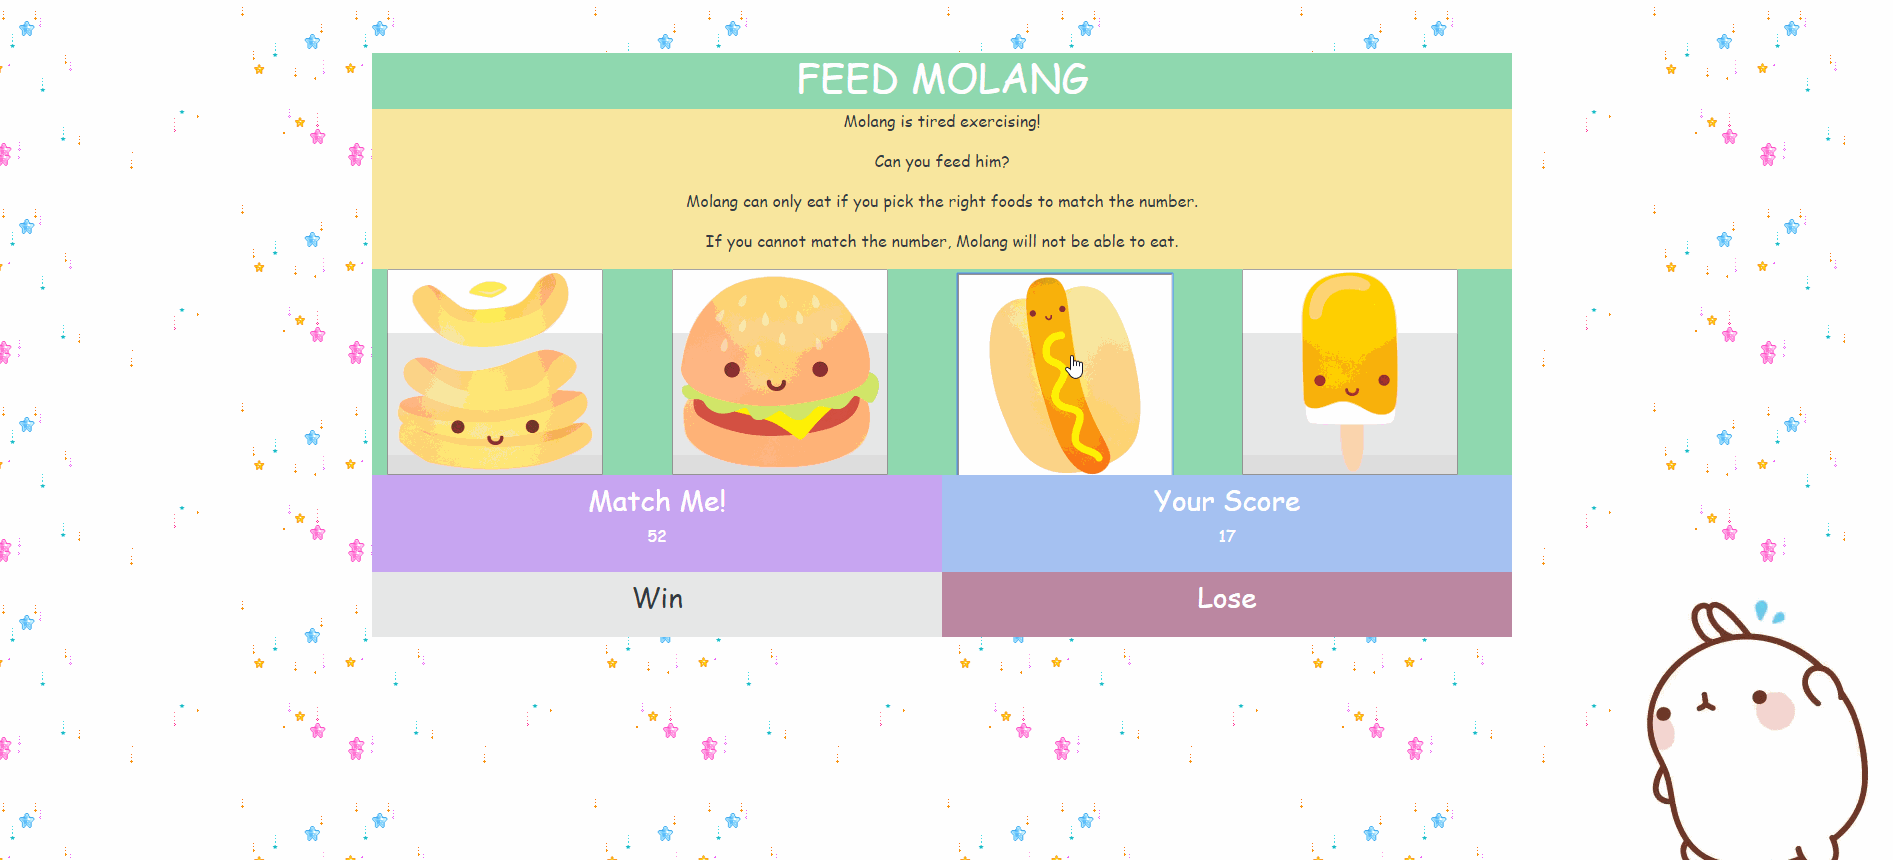 FEED MOLANG
Molang is tired exercising!
Can you feed him?
Molang can only eat if you pick the right foods to match the number.
If you cannot match the number, Molang will not be able to eat.
Match Me!
52
Your Score
17
Win
Lose